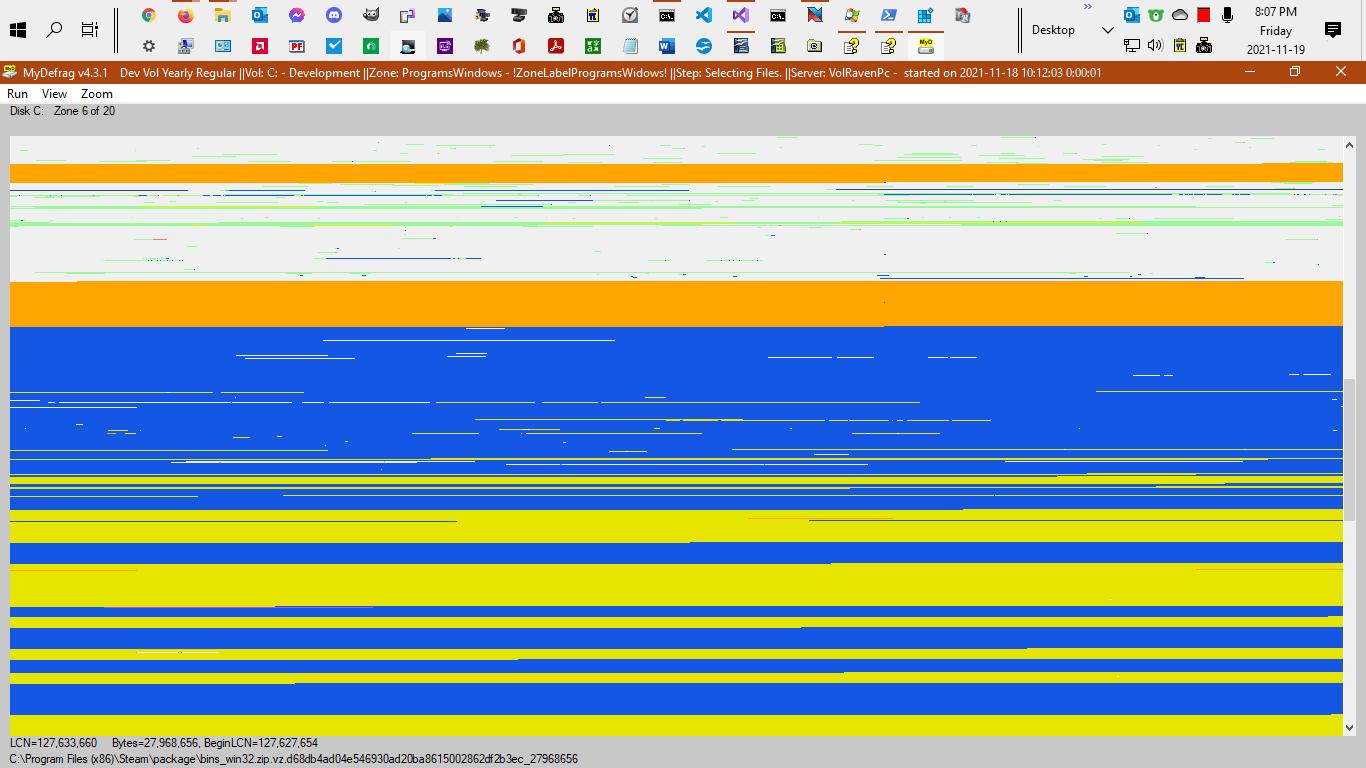 8:07 PM
Desktop
Friday
2021-11-19
MyDefrag v4.3.1 Dev Vol Yearly Regular ||Vol: C: - Development ||Zone: ProgramsWindows - !ZoneLabelProgramsWidows! ||Step: Selecting Files. ||Server: VolRavenPc - started on 2021-11-18 10:12:03 0:00:01
Run View Zoom
Disk C: Zone 6 of 20
LCN=127,633,660 Bytes=27,968,656, BeginLCN=127,627,654
C:\Program Files (x86)\Steam\package\bins_win32.zip.vz.d68db4ad04e546930ad20ba8615002862df2b3ec_27968656